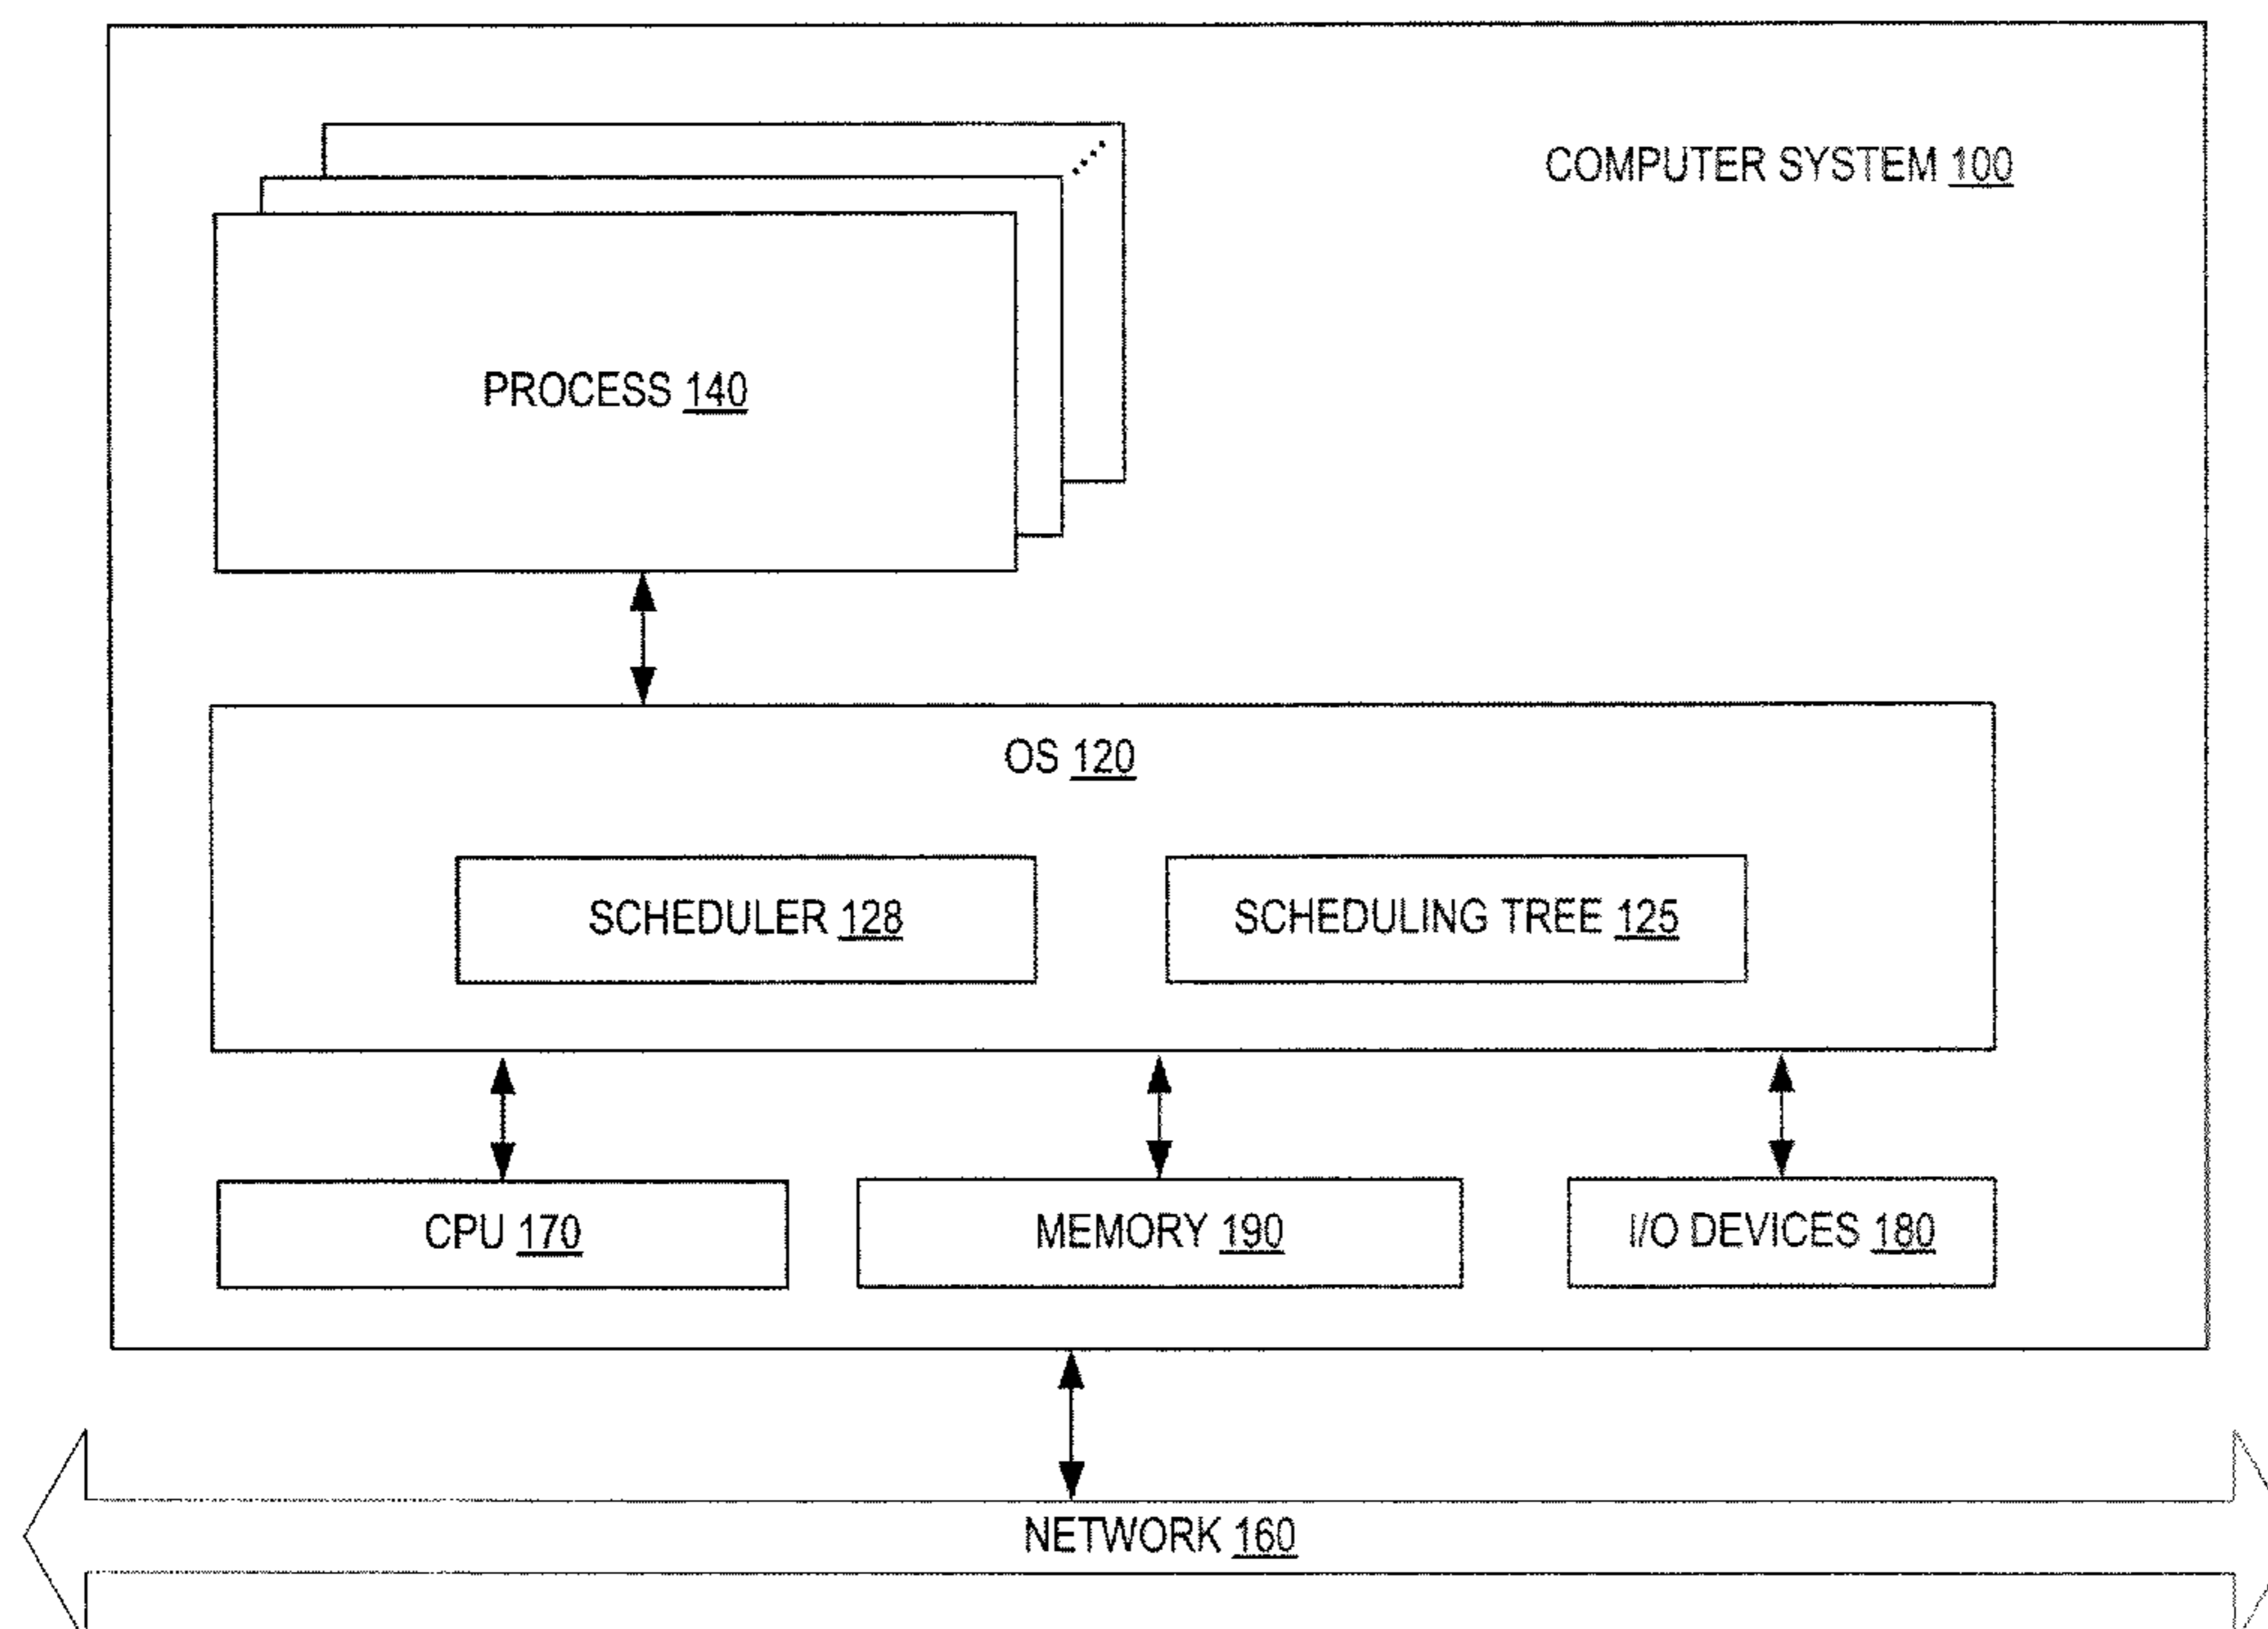 COMPUTER SYSTEM 100
PROCESS 140
OS 120
SCHEDULER 128
SCHEDULING TREE 125
CPU 170
MEMORY 190
I/O DEVICES 180
NETWORK 160